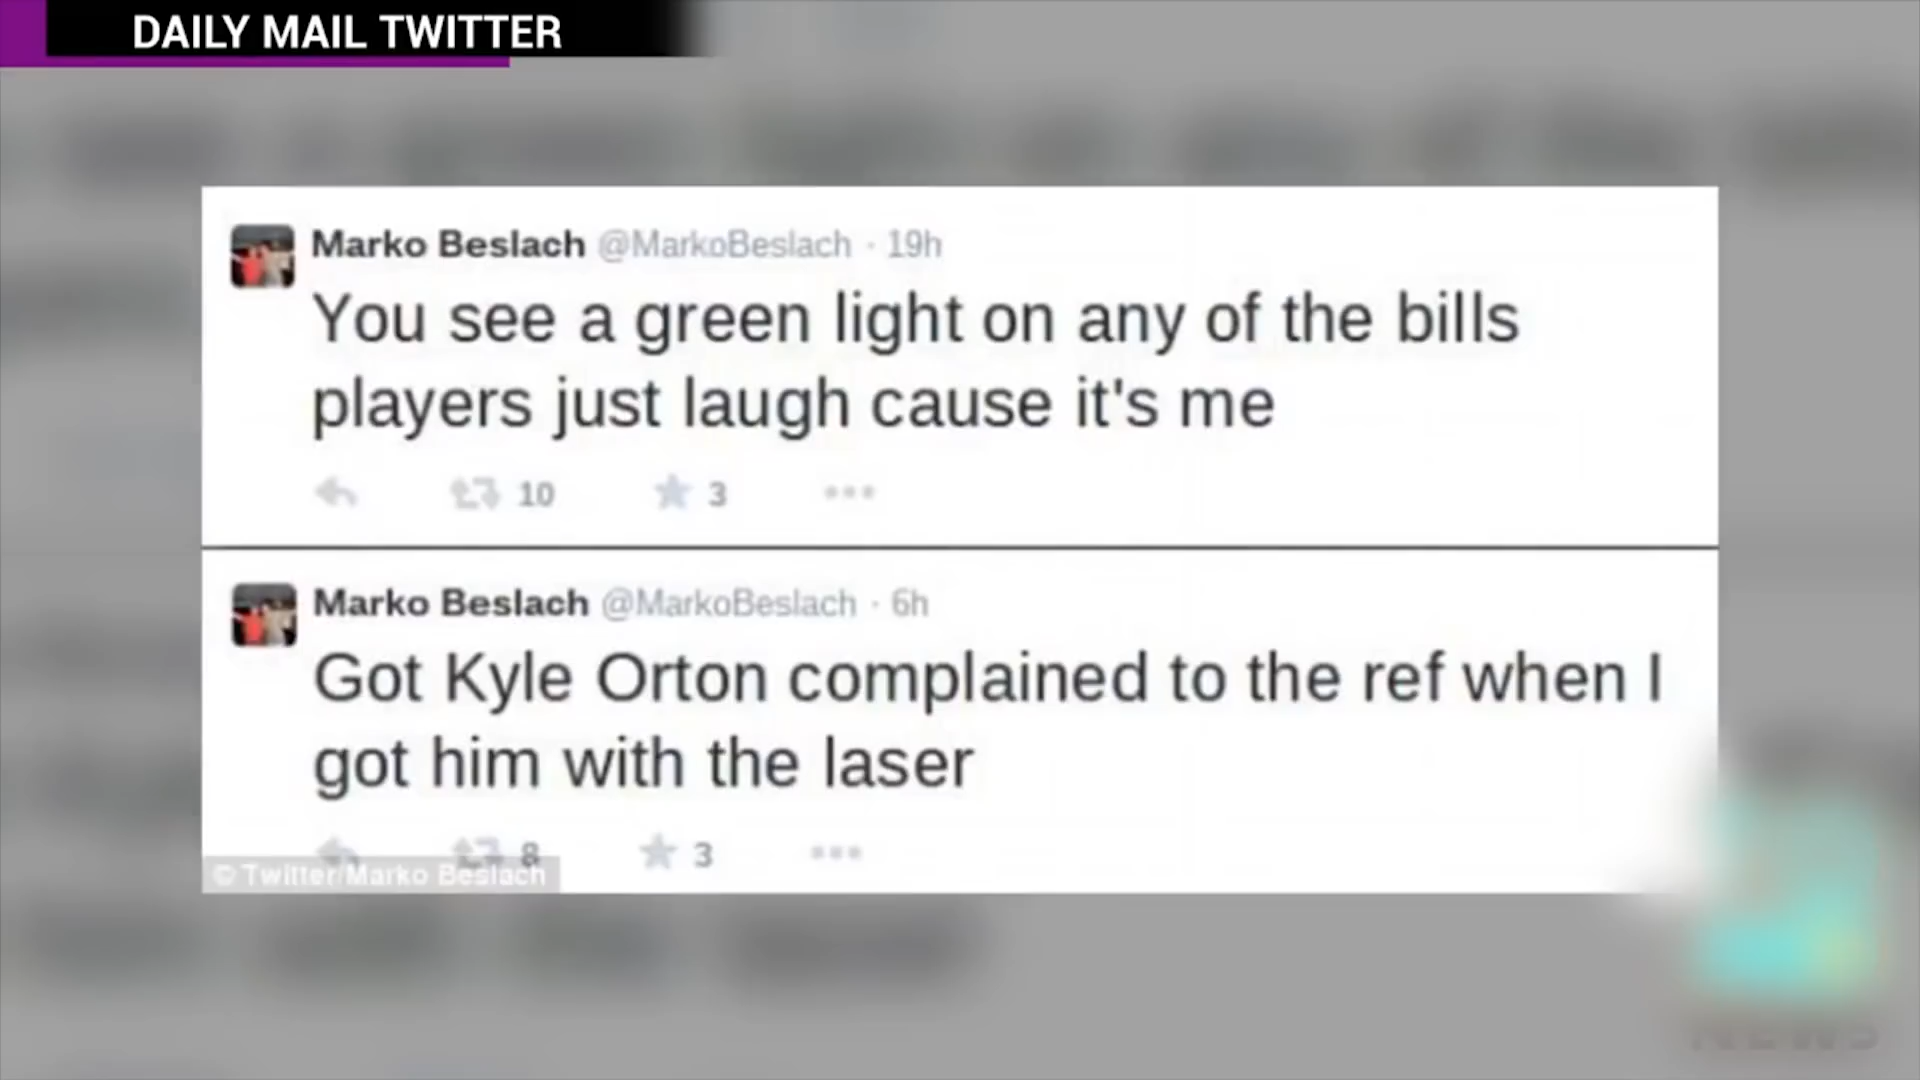 DAILY MAIL TWITTER
Marko Beslach @MarkoBeslach · 19h
You see a green light on any of the bills
players just laugh cause it's me
10 3
Marko Beslach @MarkoBeslach · 6h
Got Kyle Orton complained to the ref when I
got him with the laser
8 3
© Twitter/Marko Beslach
NEWS